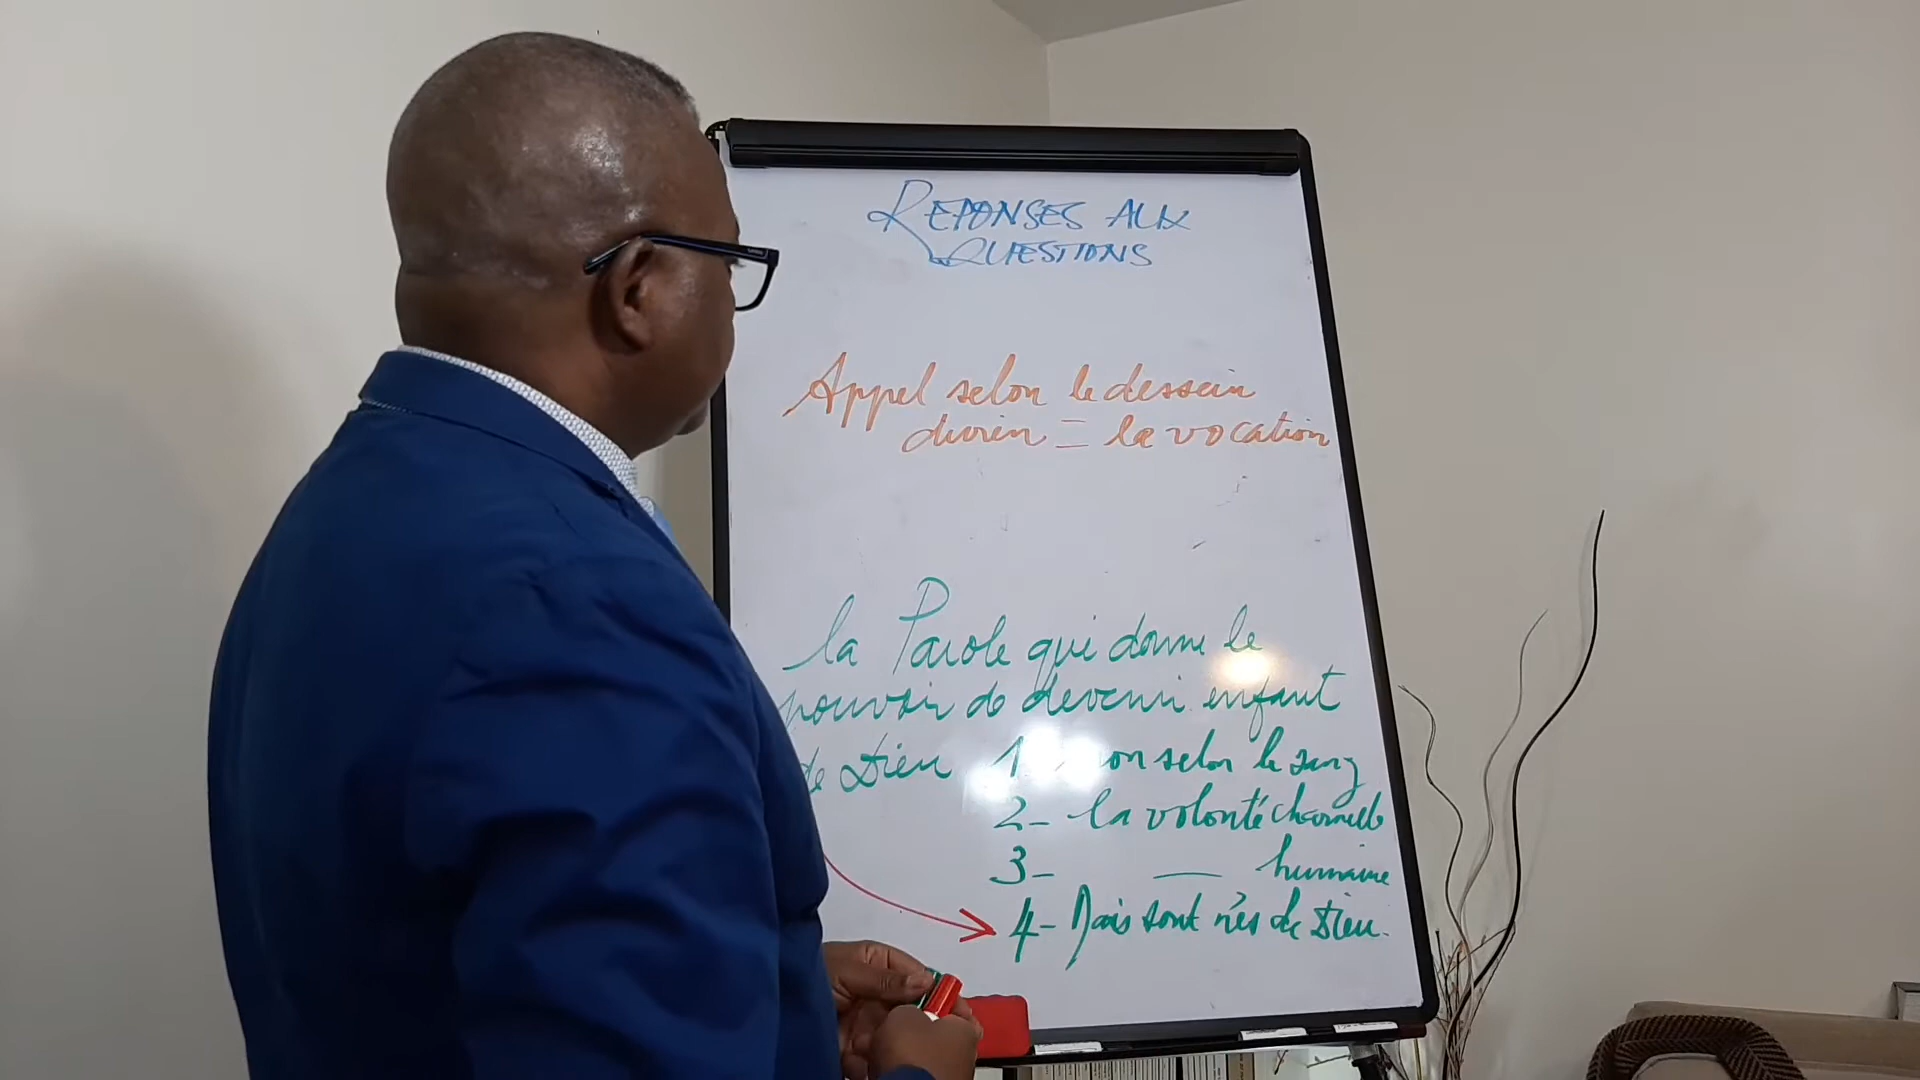 REPONSES AUX
QUESTIONS
Appel selon le dessein
divin = la vocation
la Parole qui donne le
pouvoir de devenir enfant
de Dieu 1 non selon le sang
2- la volonté charnelle
3- — humaine
4- Mais sont nés de Dieu.